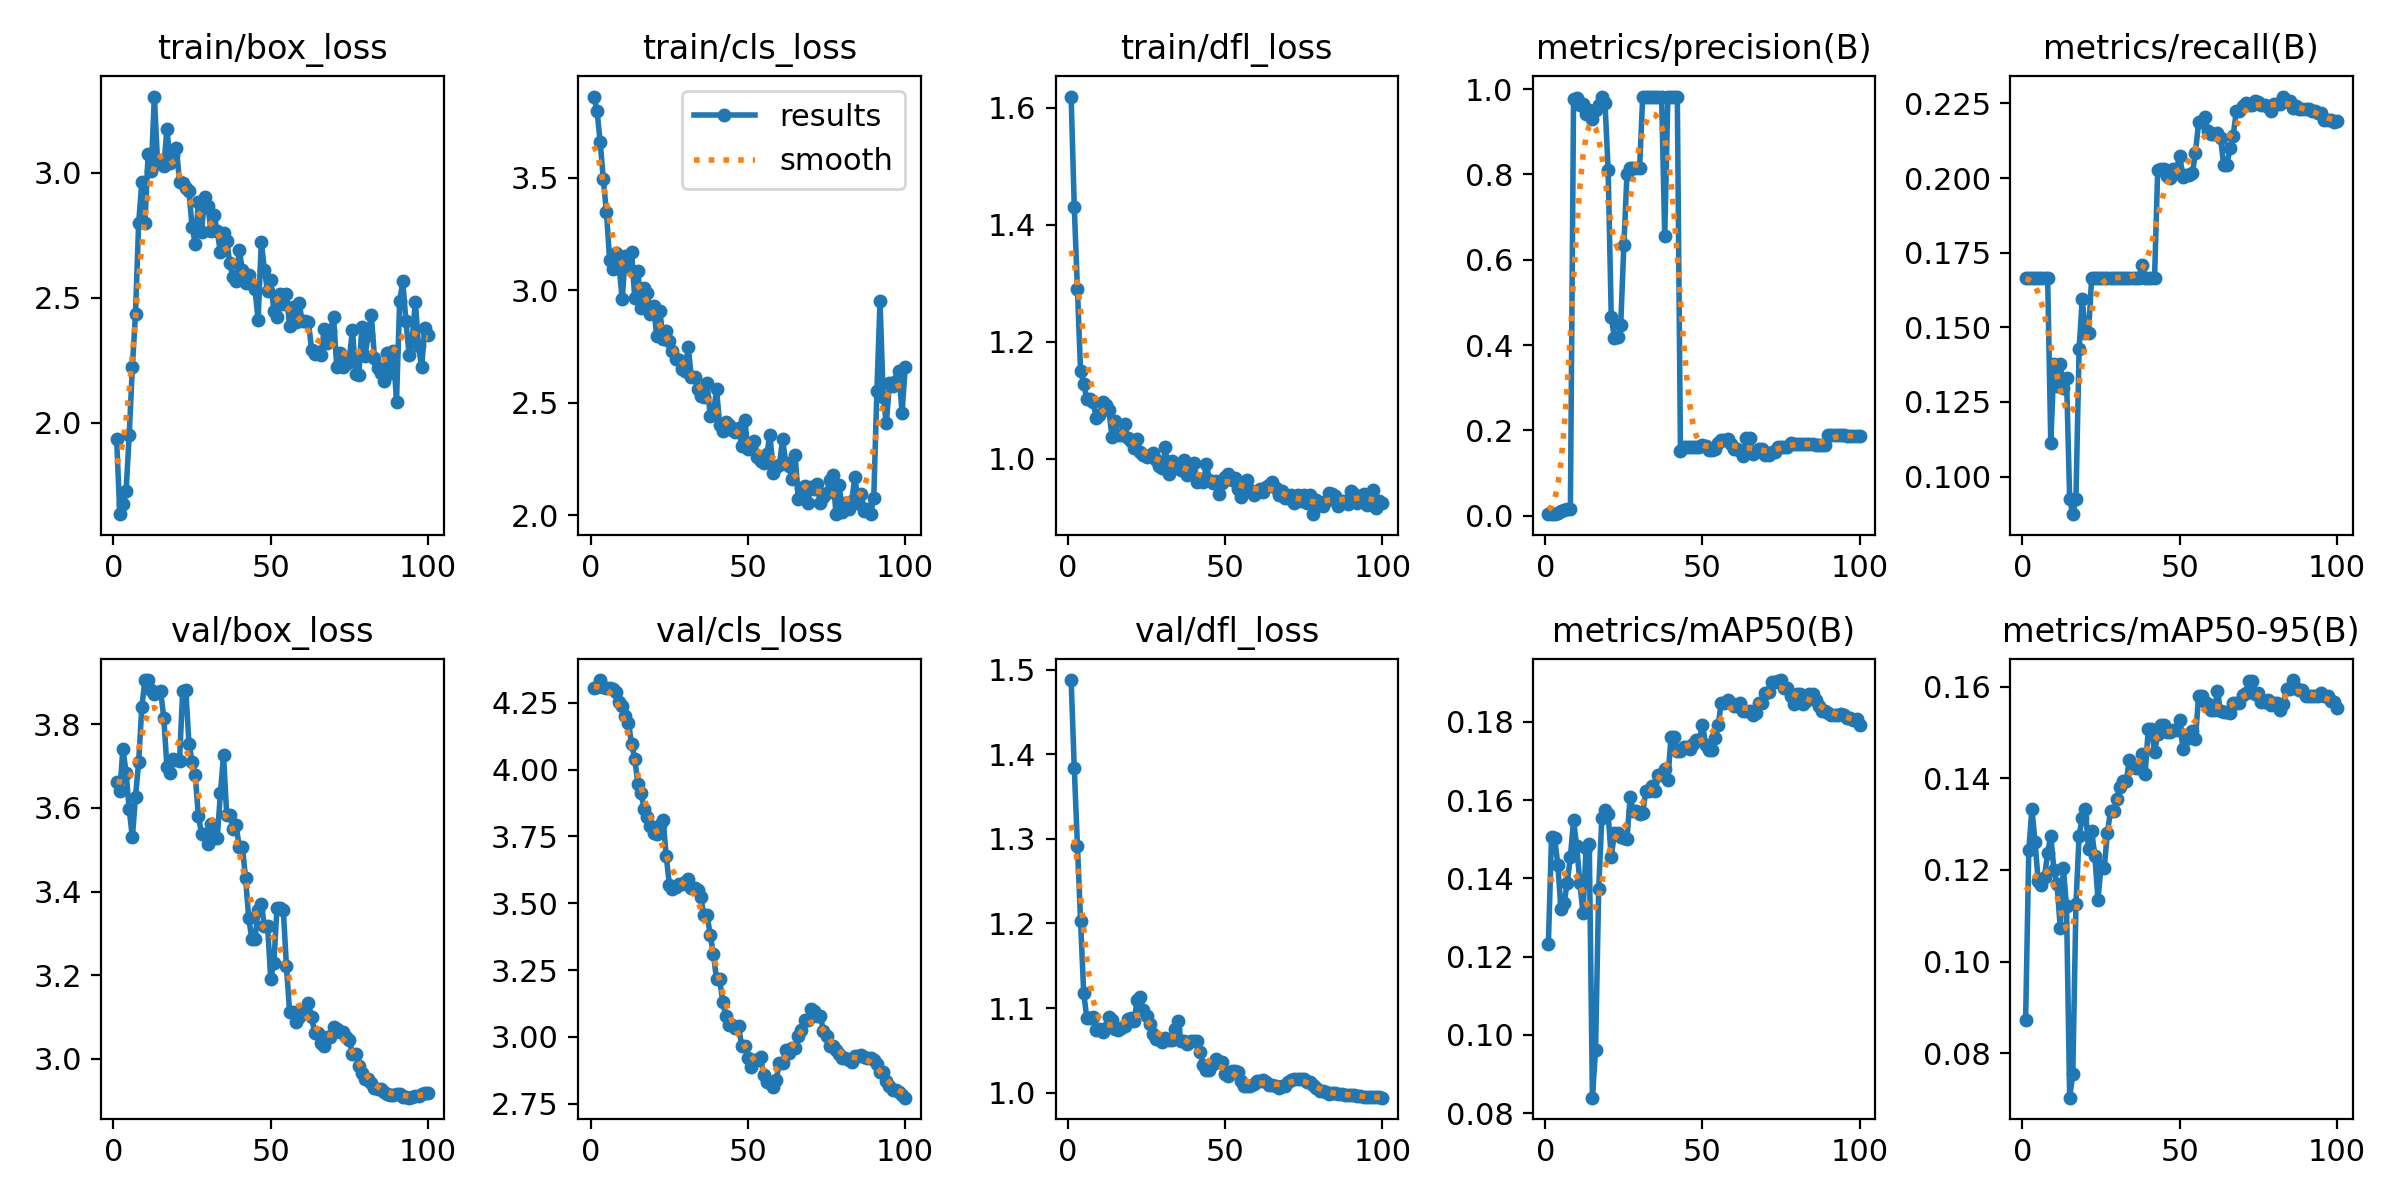 train/box_loss
3.0
2.5
2.0
0 50 100
train/cls_loss
results
smooth
3.5
3.0
2.5
2.0
0 50 100
train/dfl_loss
1.6
1.4
1.2
1.0
0 50 100
metrics/precision(B)
1.0
0.8
0.6
0.4
0.2
0.0
0 50 100
metrics/recall(B)
0.225
0.200
0.175
0.150
0.125
0.100
0 50 100
val/box_loss
3.8
3.6
3.4
3.2
3.0
0 50 100
val/cls_loss
4.25
4.00
3.75
3.50
3.25
3.00
2.75
0 50 100
val/dfl_loss
1.5
1.4
1.3
1.2
1.1
1.0
0 50 100
metrics/mAP50(B)
0.18
0.16
0.14
0.12
0.10
0.08
0 50 100
metrics/mAP50-95(B)
0.16
0.14
0.12
0.10
0.08
0 50 100